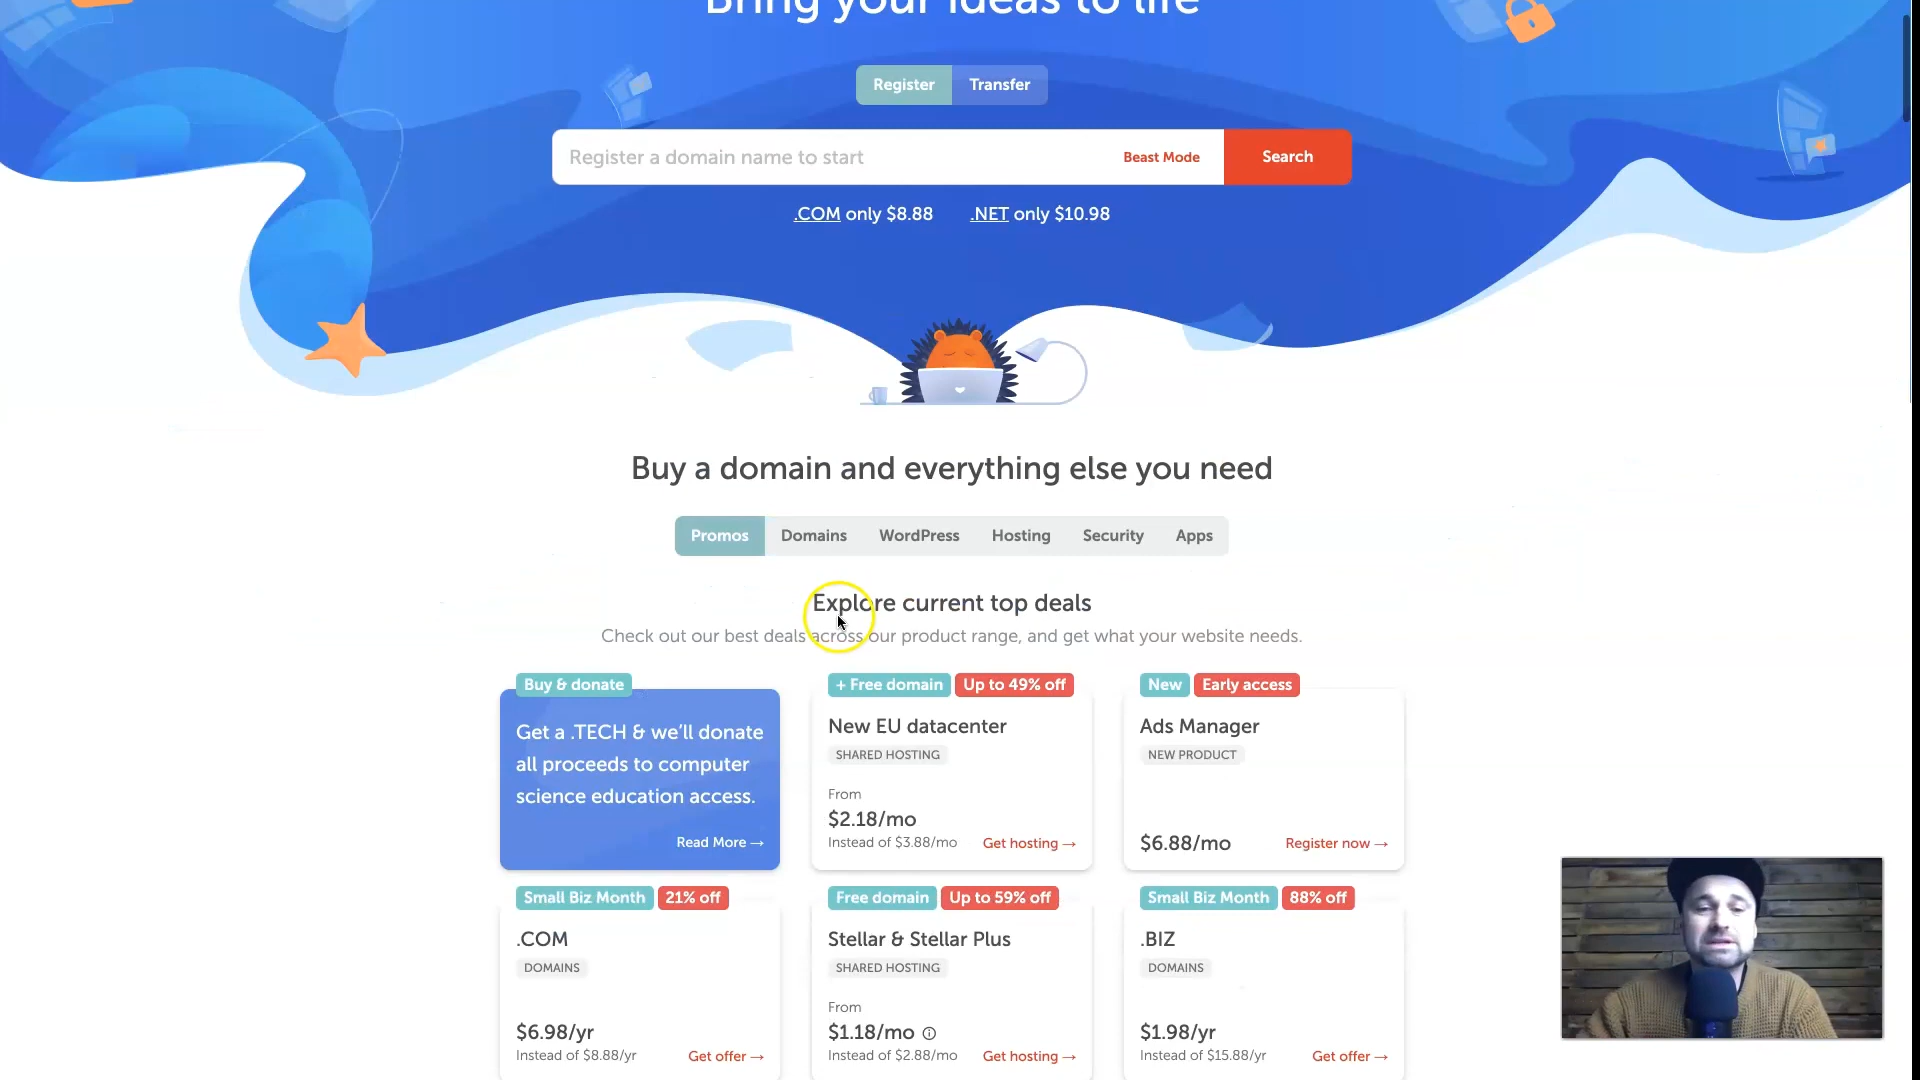 Bring your ideas to life
Register Transfer
Register a domain name to start Beast Mode Search
.COM only $8.88 .NET only $10.98
Buy a domain and everything else you need
Promos Domains WordPress Hosting Security Apps
Explore current top deals
Check out our best deals across our product range, and get what your website needs.
Buy & donate
Get a .TECH & we'll donate
all proceeds to computer
science education access.
Read More →
+ Free domain Up to 49% off
New EU datacenter
SHARED HOSTING
From
$2.18/mo
Instead of $3.88/mo Get hosting →
New Early access
Ads Manager
NEW PRODUCT
$6.88/mo Register now →
Small Biz Month 21% off
.COM
DOMAINS
$6.98/yr
Instead of $8.88/yr Get offer →
Free domain Up to 59% off
Stellar & Stellar Plus
SHARED HOSTING
From
$1.18/mo
Instead of $2.88/mo Get hosting →
Small Biz Month 88% off
.BIZ
DOMAINS
$1.98/yr
Instead of $15.88/yr Get offer →